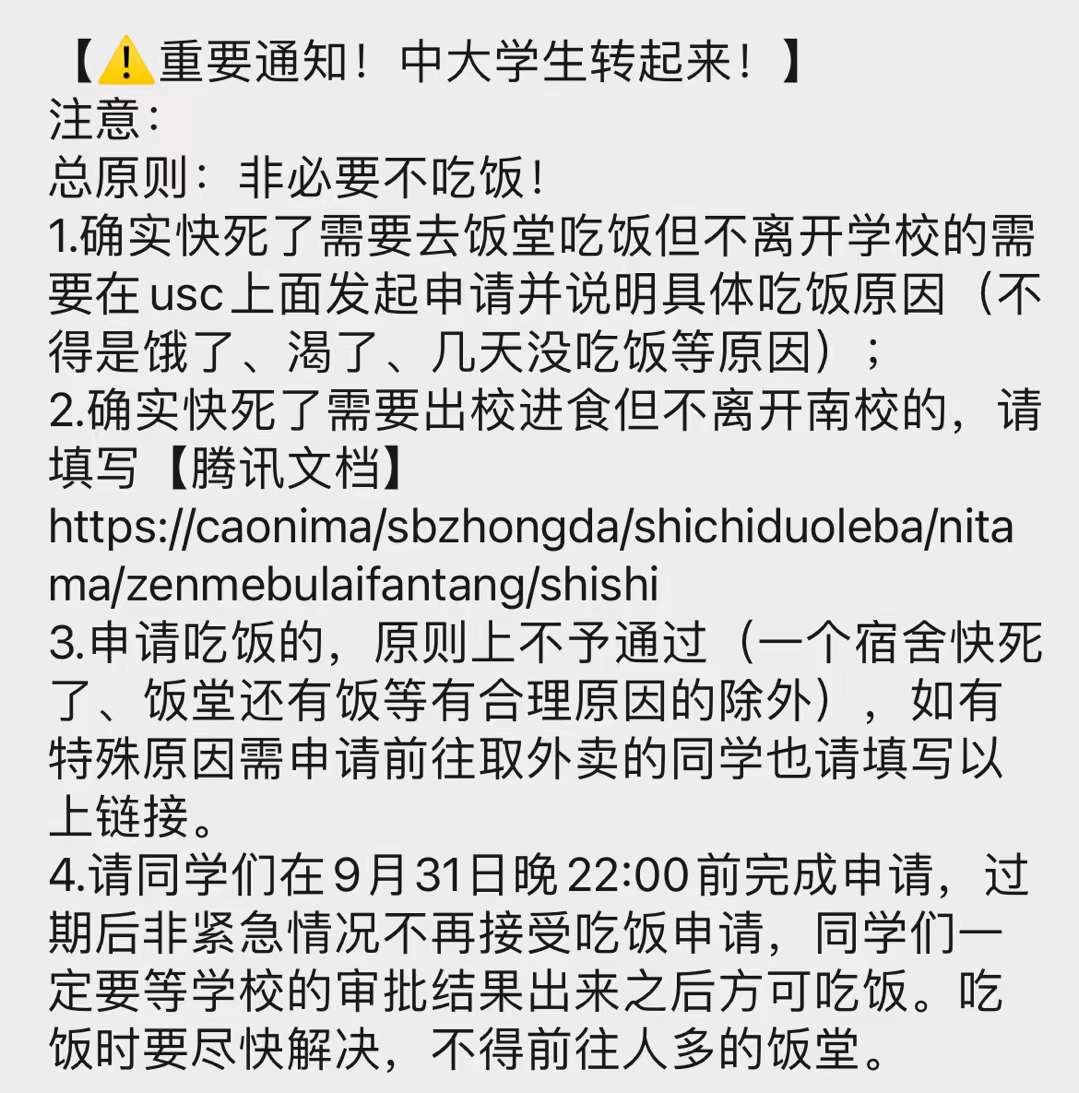 【⚠️重要通知！中大学生转起来！】
注意：
总原则：非必要不吃饭！
1.确实快死了需要去饭堂吃饭但不离开学校的需
要在usc上面发起申请并说明具体吃饭原因（不
得是饿了、渴了、几天没吃饭等原因）；
2.确实快死了需要出校进食但不离开南校的，请
填写【腾讯文档】
https://caonima/sbzhongda/shichiduoleba/nita
ma/zenmebulaifantang/shishi
3.申请吃饭的，原则上不予通过（一个宿舍快死
了、饭堂还有饭等有合理原因的除外），如有
特殊原因需申请前往取外卖的同学也请填写以
上链接。
4.请同学们在9月31日晚22:00前完成申请，过
期后非紧急情况不再接受吃饭申请，同学们一
定要等学校的审批结果出来之后方可吃饭。吃
饭时要尽快解决，不得前往人多的饭堂。